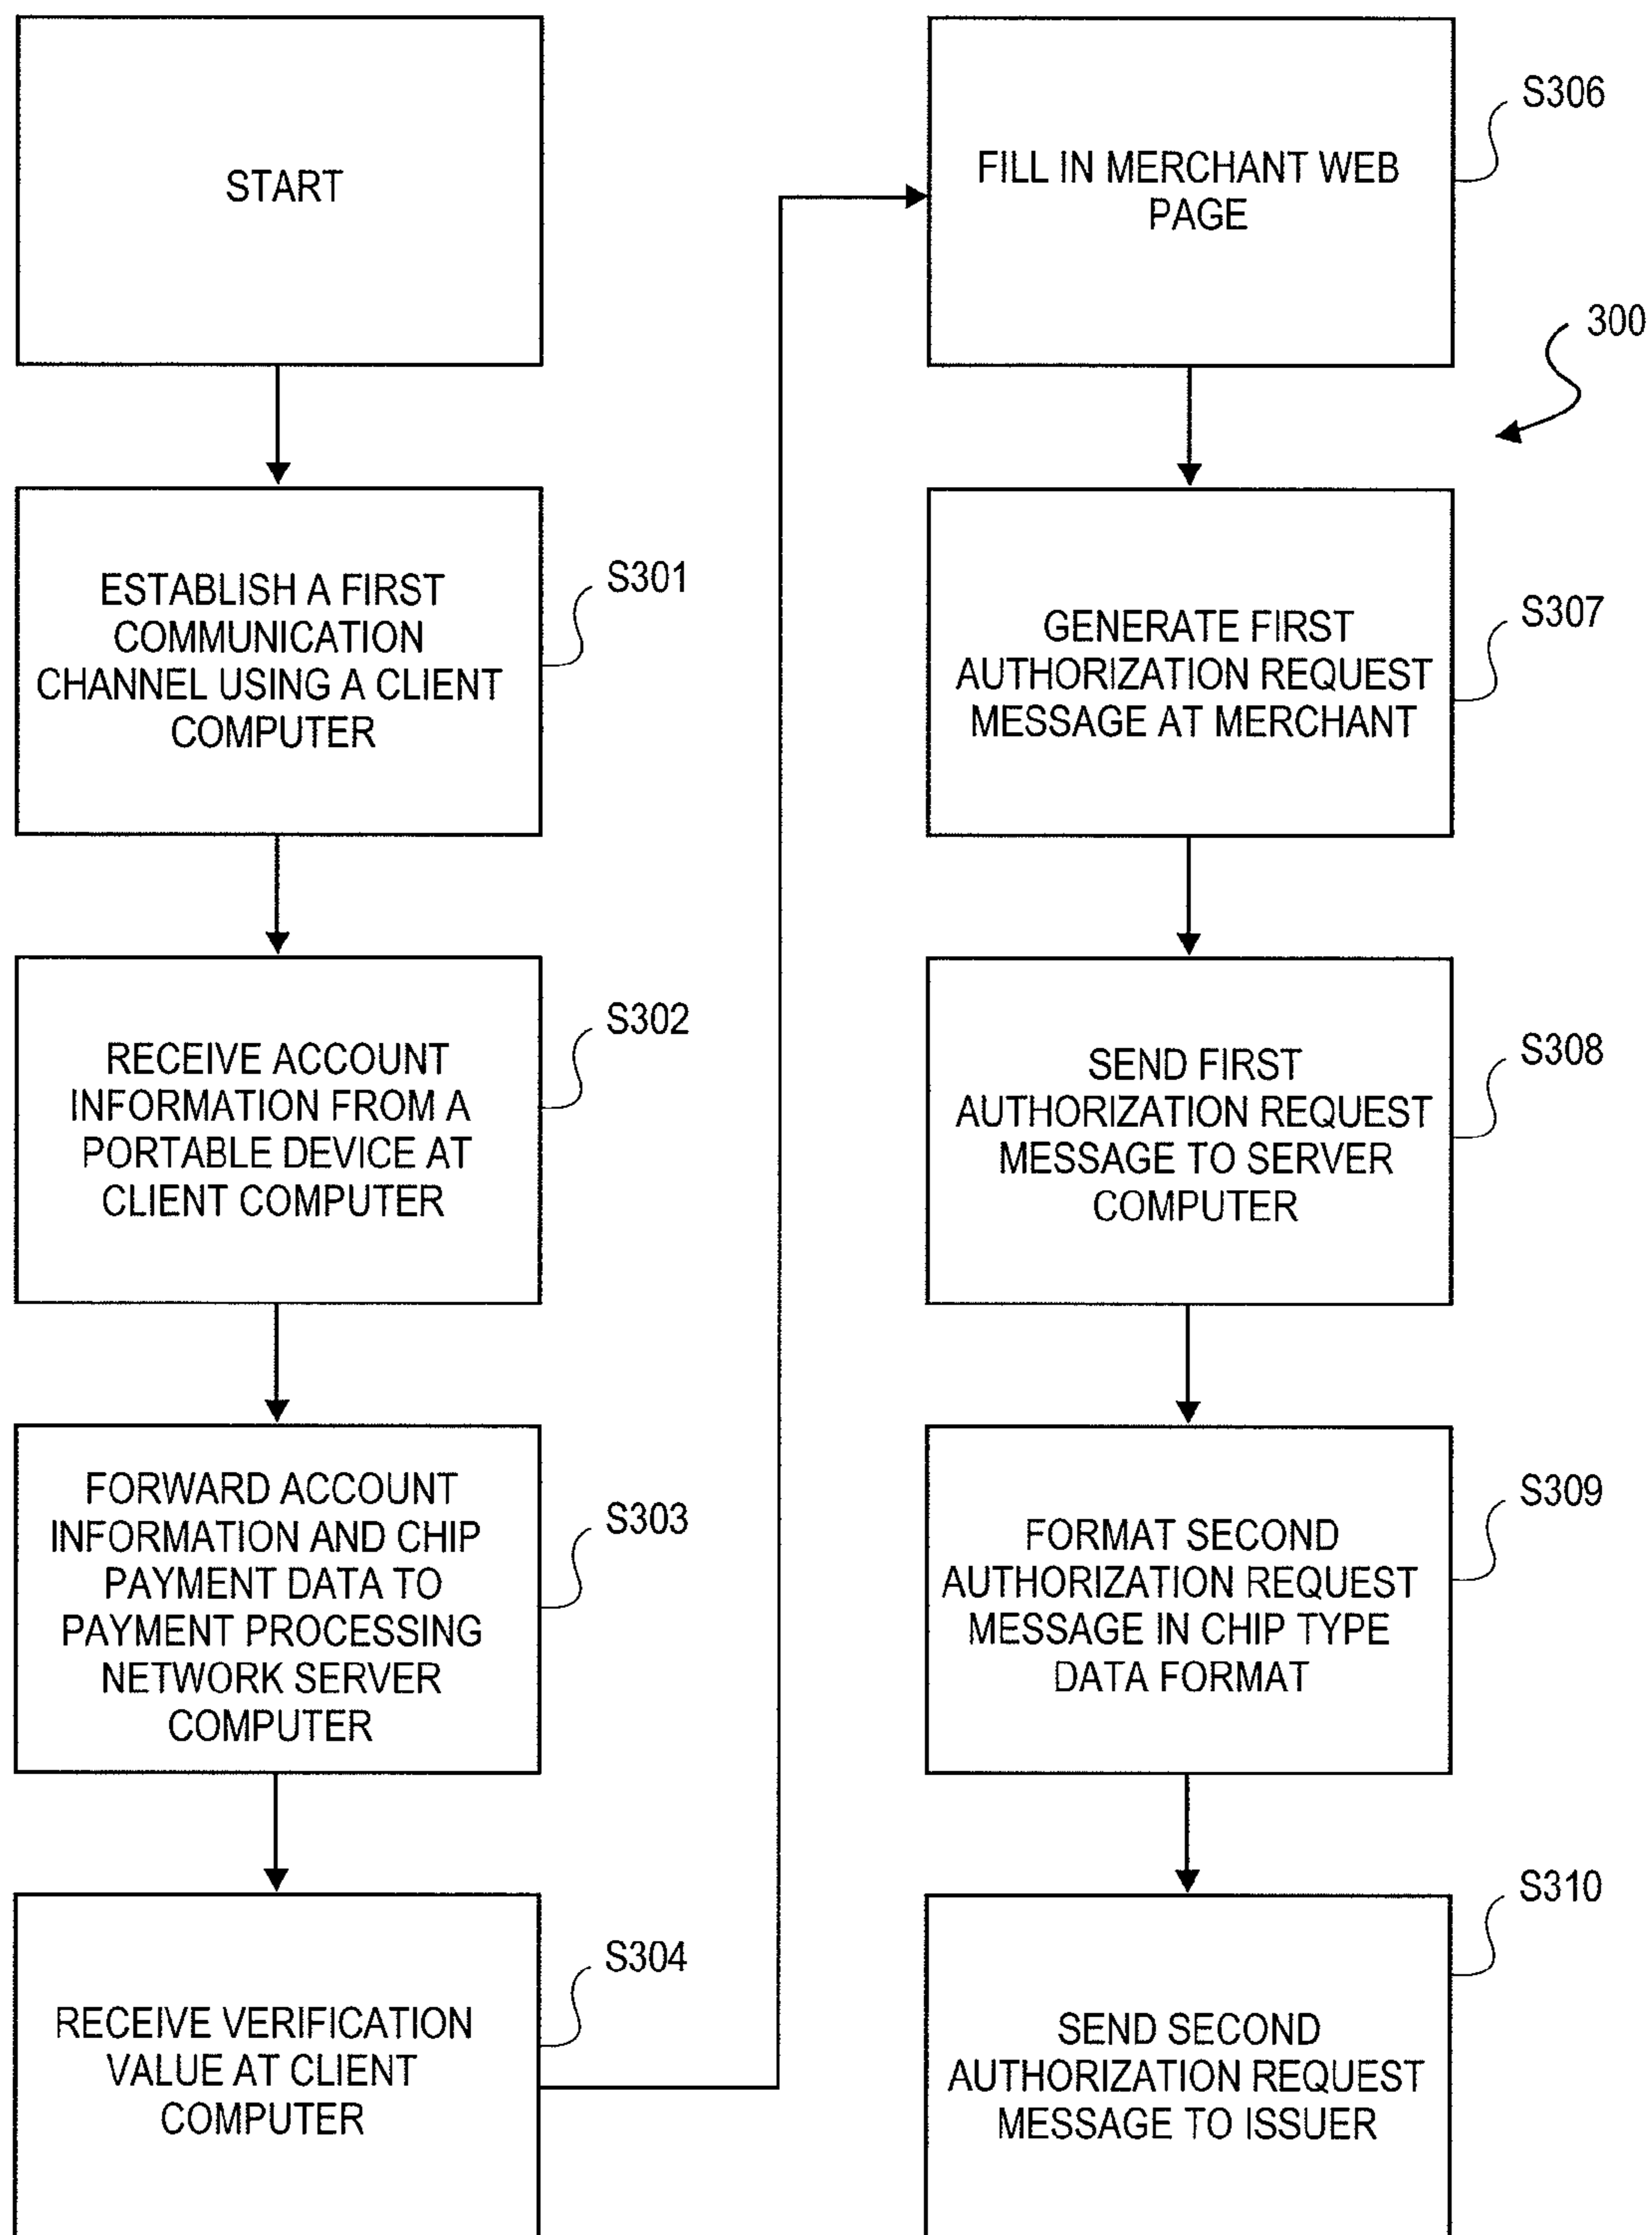 START
ESTABLISH A FIRST
COMMUNICATION
CHANNEL USING A CLIENT
COMPUTER
S301
RECEIVE ACCOUNT
INFORMATION FROM A
PORTABLE DEVICE AT
CLIENT COMPUTER
S302
FORWARD ACCOUNT
INFORMATION AND CHIP
PAYMENT DATA TO
PAYMENT PROCESSING
NETWORK SERVER
COMPUTER
S303
RECEIVE VERIFICATION
VALUE AT CLIENT
COMPUTER
S304
FILL IN MERCHANT WEB
PAGE
S306
300
GENERATE FIRST
AUTHORIZATION REQUEST
MESSAGE AT MERCHANT
S307
SEND FIRST
AUTHORIZATION REQUEST
MESSAGE TO SERVER
COMPUTER
S308
FORMAT SECOND
AUTHORIZATION REQUEST
MESSAGE IN CHIP TYPE
DATA FORMAT
S309
SEND SECOND
AUTHORIZATION REQUEST
MESSAGE TO ISSUER
S310